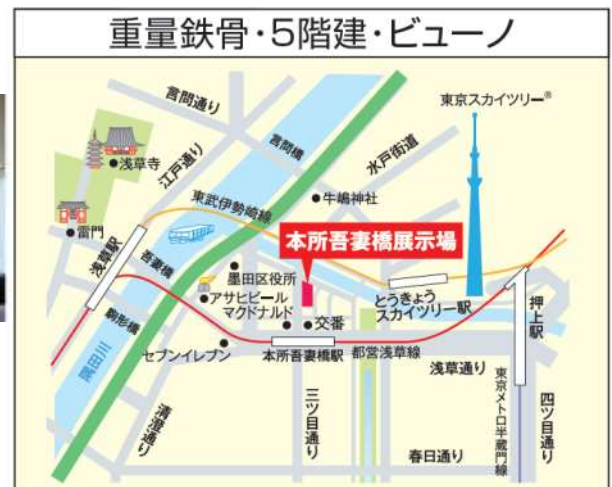 重量鉄骨・5階建・ビューノ
言問通り
東京スカイツリー®
言問橋
水戸街道
浅草寺
江戸通り
東武伊勢崎線
牛嶋神社
雷門
浅草駅
吾妻橋
本所吾妻橋展示場
墨田区役所
アサヒビール
マクドナルド
とうきょう
スカイツリー駅
押上駅
駒形橋
交番
セブンイレブン
本所吾妻橋駅
都営浅草線
浅草通り
隅田川
清澄通り
三ツ目通り
東京メトロ半蔵門線
四ツ目通り
春日通り